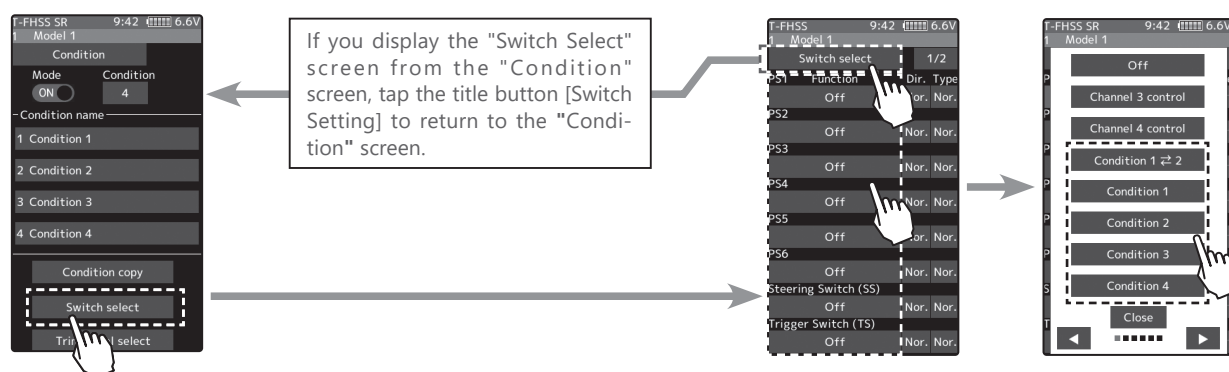 T-FHSS SR 9:42 6.6V
1 Model 1
Condition
Mode Condition
ON 4
Condition name
1 Condition 1
2 Condition 2
3 Condition 3
4 Condition 4
Condition copy
Switch select
Tri l select
If you display the "Switch Select"
screen from the "Condition"
screen, tap the title button [Switch
Setting] to return to the "Condi-
tion" screen.
T-FHSS 9:42 6.6V
1 Model 1
Switch select 1/2
PS1 Function Dir. Type
Off or. Nor.
PS2
Off Nor. Nor.
PS3
Off Nor. Nor.
PS4
Off Nor. Nor.
PS5
Off or. Nor.
PS6
Off Nor. Nor.
Steering Switch (SS)
Off Nor. Nor.
Trigger Switch (TS)
Off Nor. Nor.
T-FHSS SR 9:42 6.6V
1 Model 1
Off
Channel 3 control
Channel 4 control
Condition 1 ⇄ 2
Condition 1
Condition 2
Condition 3
Condition 4
Close